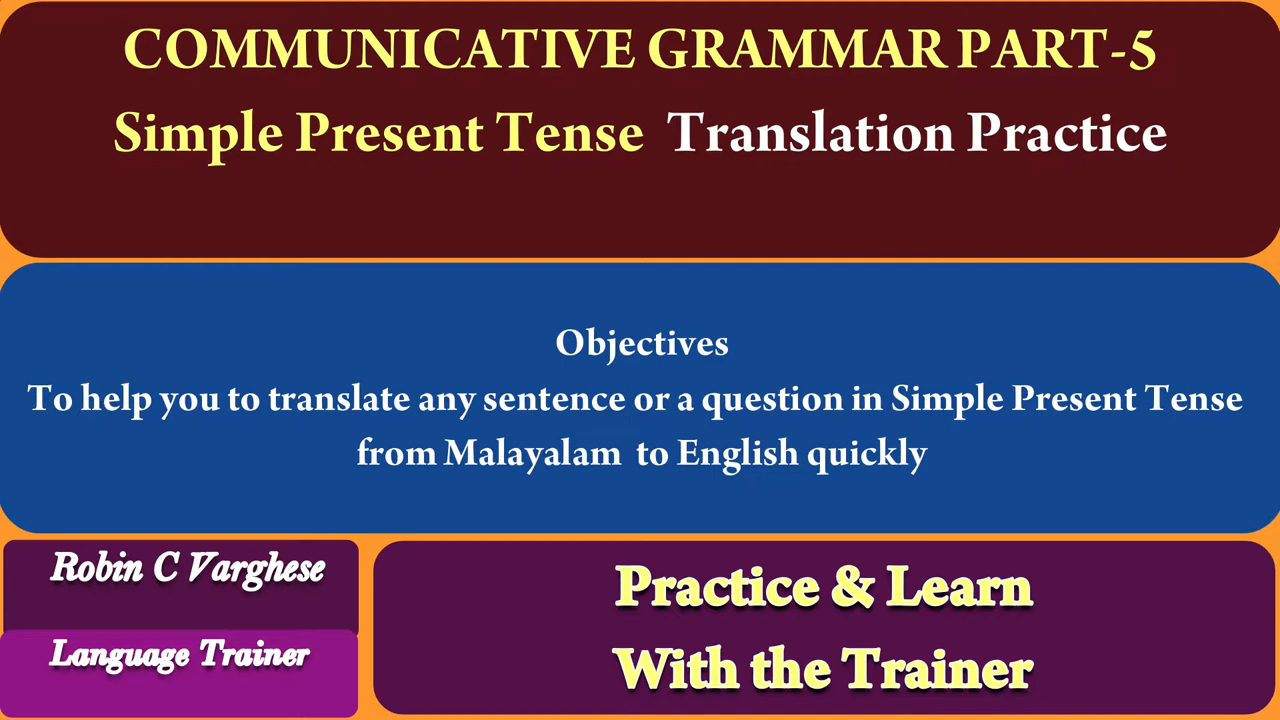 COMMUNICATIVE GRAMMAR PART-5
Simple Present Tense Translation Practice
Objectives
To help you to translate any sentence or a question in Simple Present Tense
from Malayalam to English quickly
Robin C Varghese
Language Trainer
Practice & Learn
With the Trainer